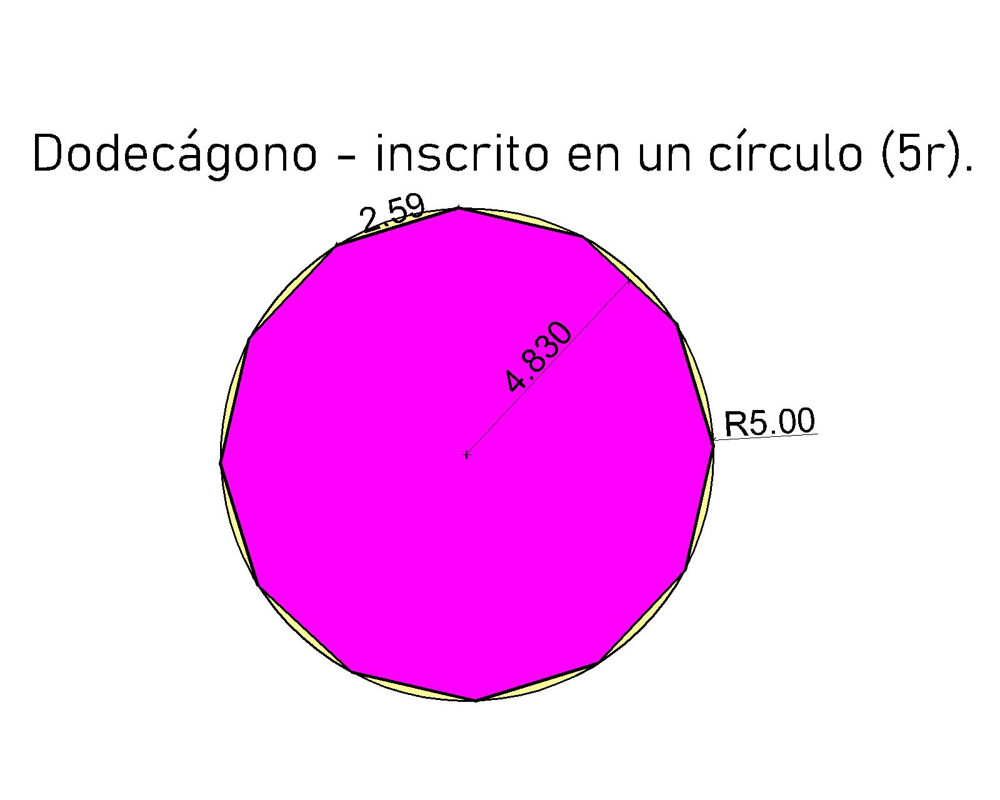 Dodecágono - inscrito en un círculo (5r).
2.59
4.830
R5.00